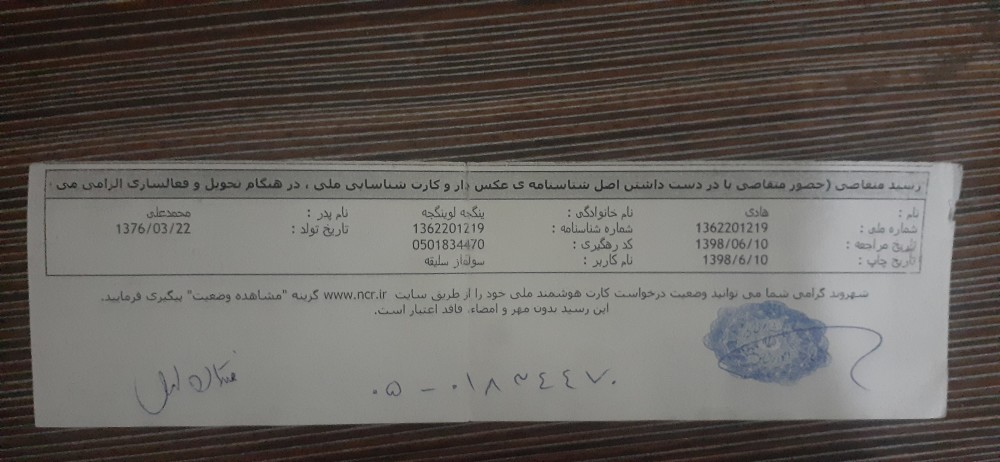 رسید متقاضی (حضور متقاضی با در دست داشتن اصل شناسنامه ی عکس دار و کارت شناسایی ملی ، در هنگام تحویل و فعالسازی الزامی می
نام : هادی نام خانوادگی : ینگجه لوینگجه نام پدر : محمدعلی
شماره ملی : 1362201219 شماره شناسنامه : 1362201219 تاریخ تولد : 1376/03/22
تاریخ مراجعه : 1398/06/10 کد رهگیری : 0501834470
تاریخ چاپ : 1398/6/10 نام کاربر : سولماز سلیقه
شهروند گرامی شما می توانید وضعیت درخواست کارت هوشمند ملی خود را از طریق سایت www.ncr.ir گزینه "مشاهده وضعیت" پیگیری فرمایید.
این رسید بدون مهر و امضاء، فاقد اعتبار است.
۰۵ - ۰۱۸۳۴۴۷۰